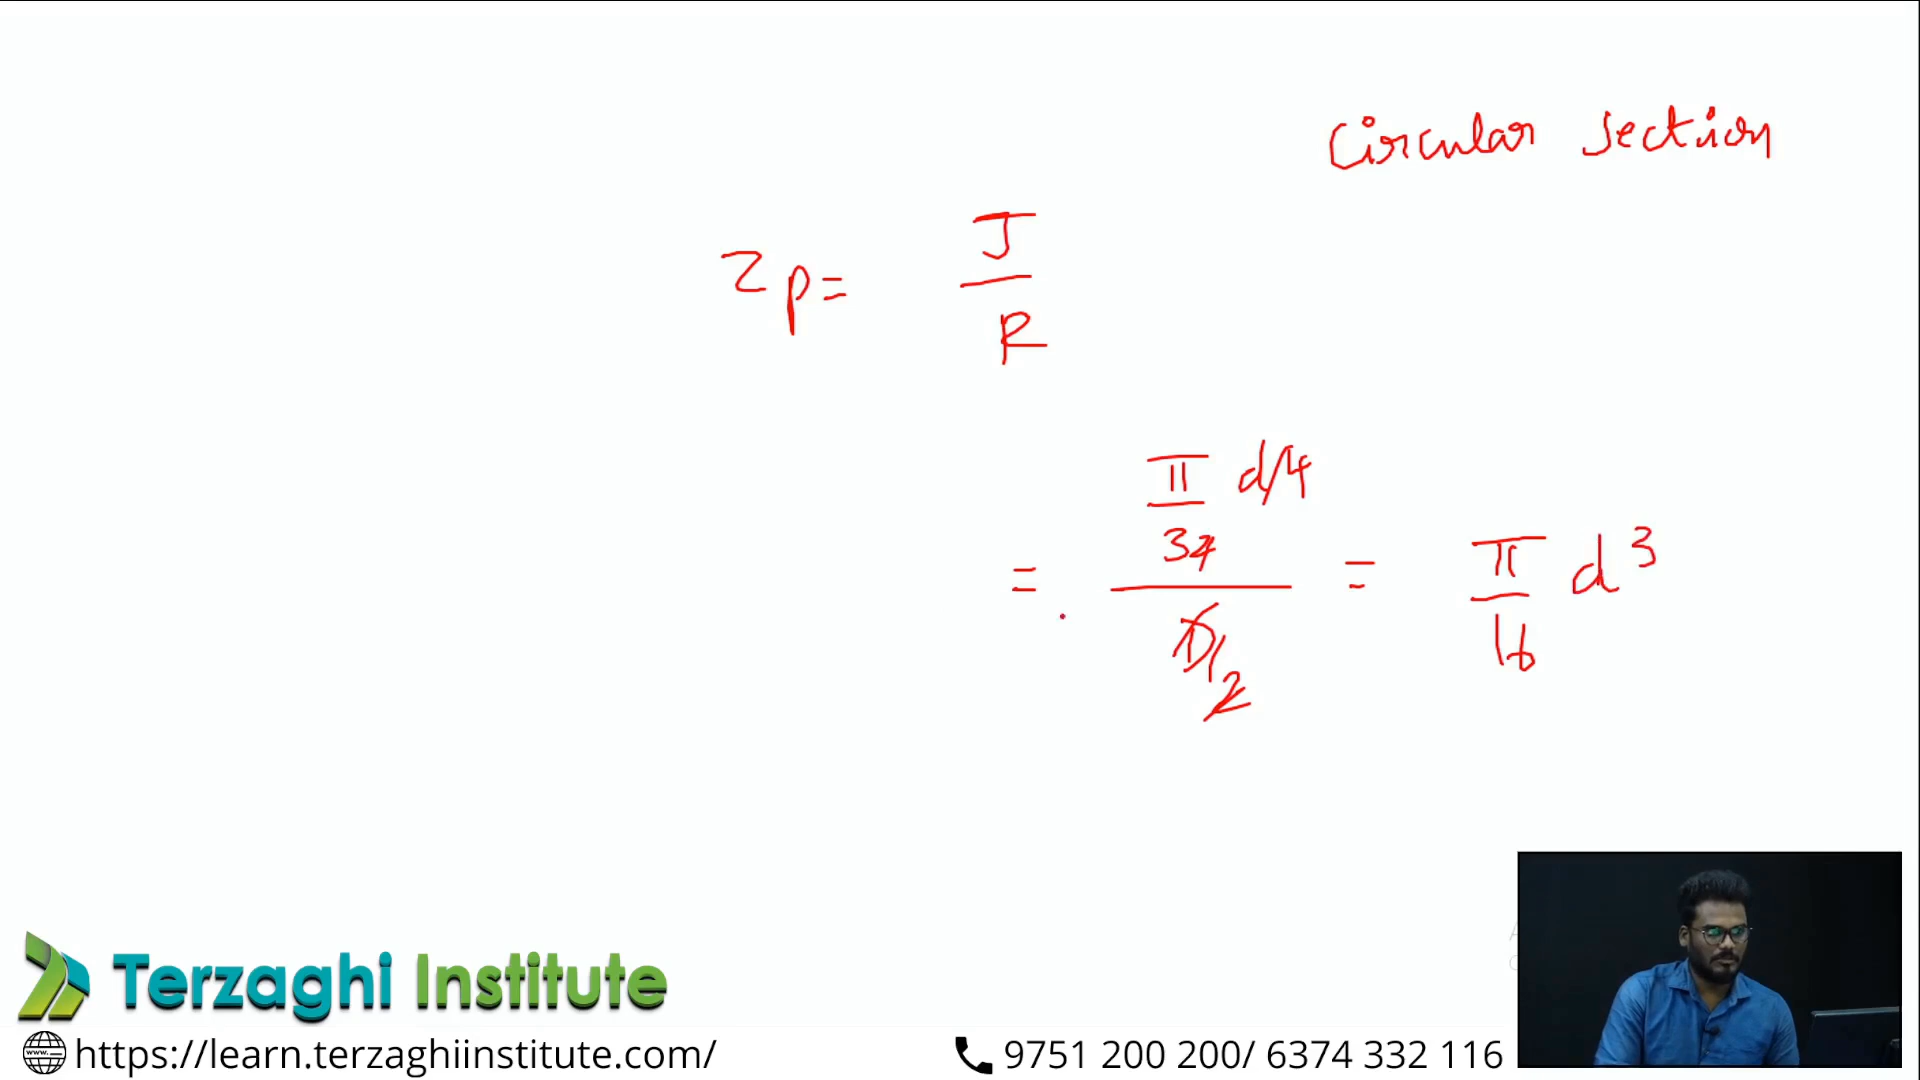 Circular Section
Zp = J
R
= π d/4 = π d³
32 16
D/2
Terzaghi Institute
https://learn.terzaghiinstitute.com/
9751 200 200/ 6374 332 116